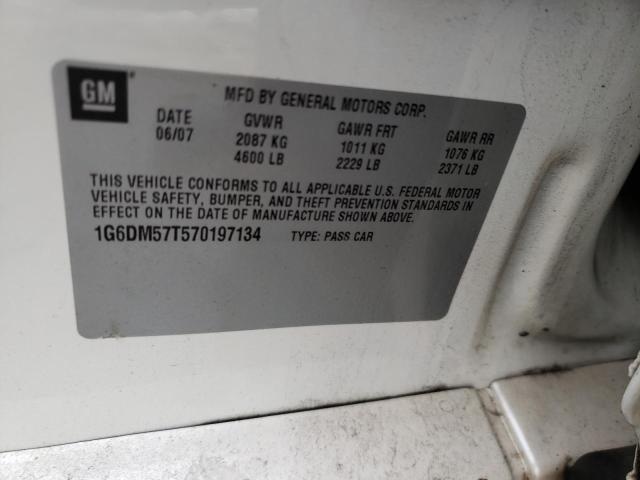 GM
MFD BY GENERAL MOTORS CORP.
DATE GVWR GAWR FRT GAWR RR
06/07 2087 KG 1011 KG 1076 KG
4600 LB 2229 LB 2371 LB
THIS VEHICLE CONFORMS TO ALL APPLICABLE U.S. FEDERAL MOTOR
VEHICLE SAFETY, BUMPER, AND THEFT PREVENTION STANDARDS IN
EFFECT ON THE DATE OF MANUFACTURE SHOWN ABOVE.
1G6DM57T570197134 TYPE: PASS CAR